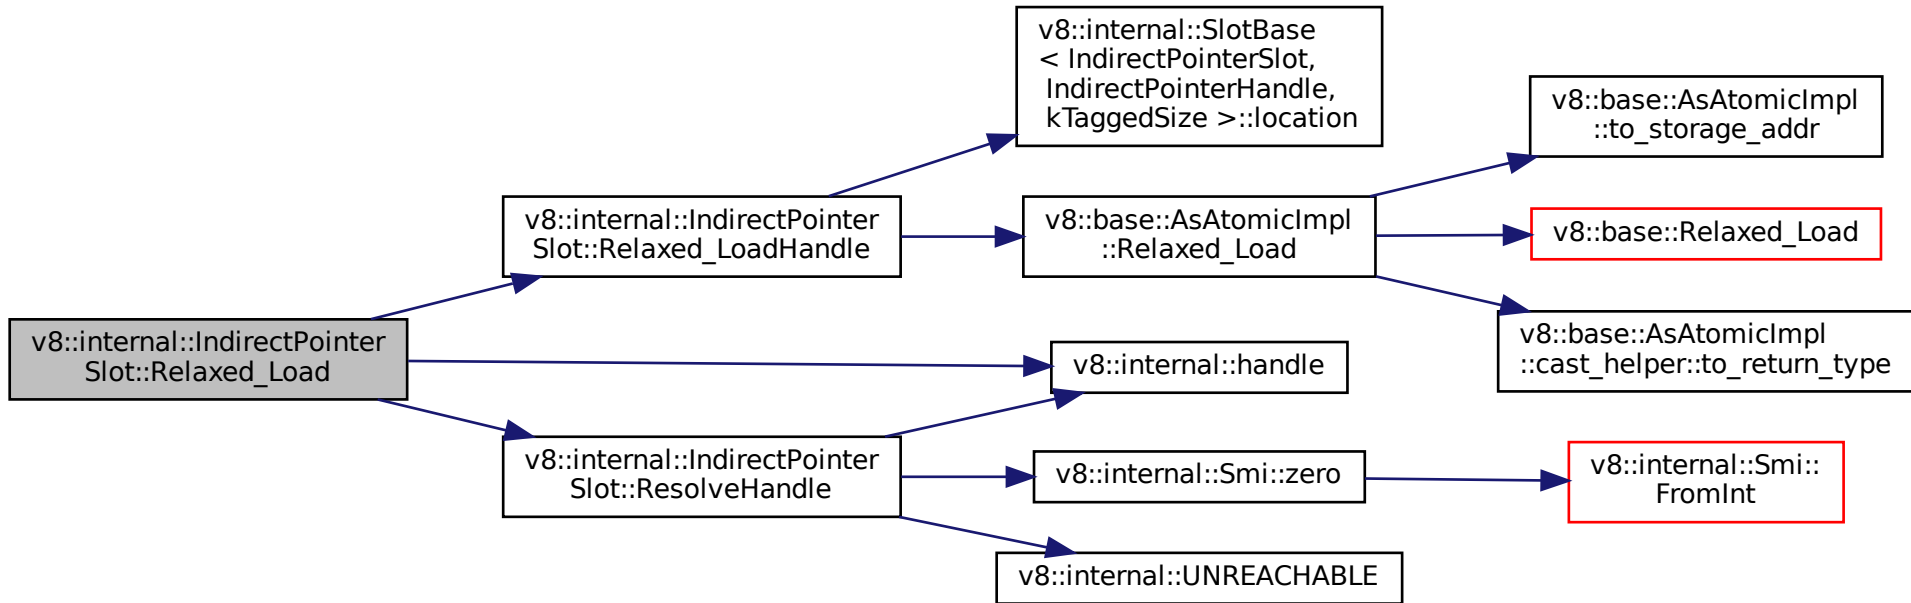 v8::internal::IndirectPointer
Slot::Relaxed_Load
v8::internal::IndirectPointer
Slot::Relaxed_LoadHandle
v8::internal::SlotBase
< IndirectPointerSlot,
IndirectPointerHandle,
kTaggedSize >::location
v8::base::AsAtomicImpl
::Relaxed_Load
v8::base::AsAtomicImpl
::to_storage_addr
v8::base::Relaxed_Load
v8::base::AsAtomicImpl
::cast_helper::to_return_type
v8::internal::handle
v8::internal::IndirectPointer
Slot::ResolveHandle
v8::internal::Smi::zero
v8::internal::Smi::
FromInt
v8::internal::UNREACHABLE